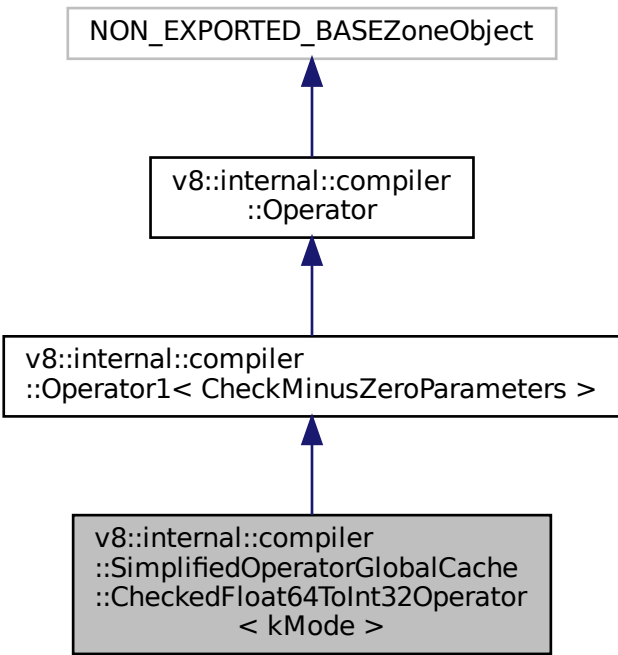 NON_EXPORTED_BASEZoneObject
v8::internal::compiler
::Operator
v8::internal::compiler
::Operator1< CheckMinusZeroParameters >
v8::internal::compiler
::SimplifiedOperatorGlobalCache
::CheckedFloat64ToInt32Operator
< kMode >